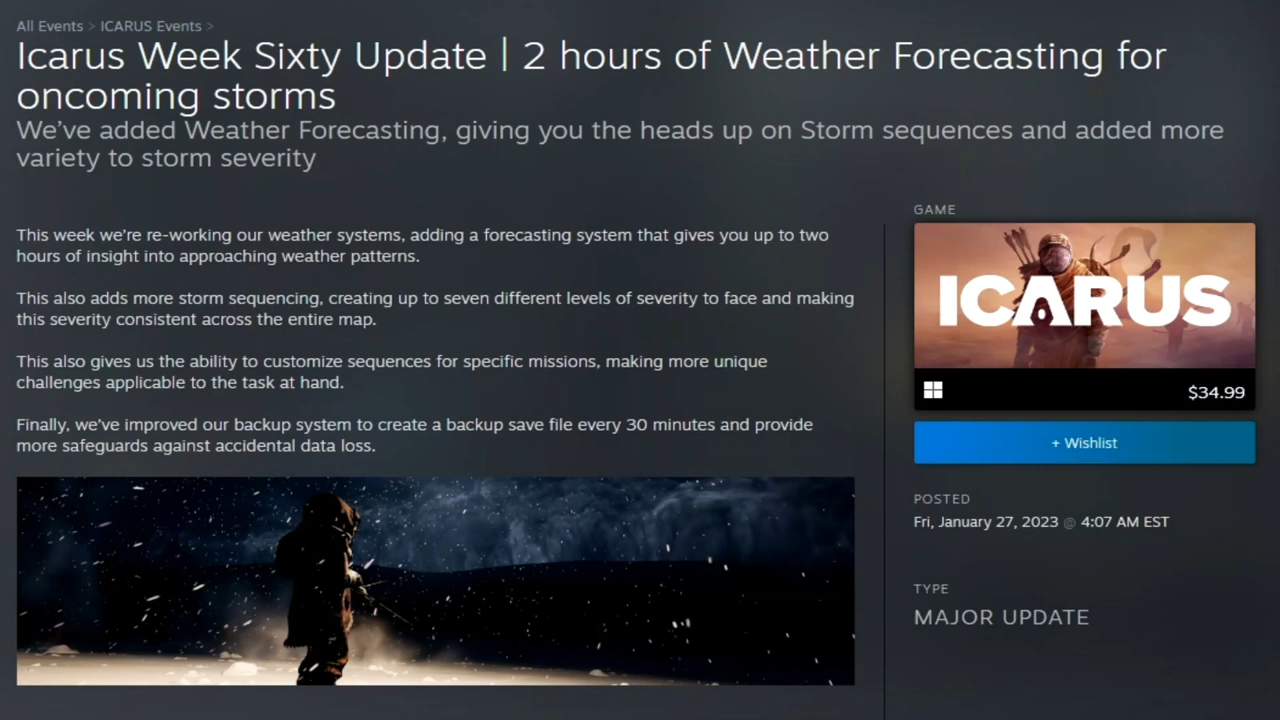 All Events > ICARUS Events >
Icarus Week Sixty Update | 2 hours of Weather Forecasting for
oncoming storms
We've added Weather Forecasting, giving you the heads up on Storm sequences and added more
variety to storm severity
This week we're re-working our weather systems, adding a forecasting system that gives you up to two
hours of insight into approaching weather patterns.
This also adds more storm sequencing, creating up to seven different levels of severity to face and making
this severity consistent across the entire map.
This also gives us the ability to customize sequences for specific missions, making more unique
challenges applicable to the task at hand.
Finally, we've improved our backup system to create a backup save file every 30 minutes and provide
more safeguards against accidental data loss.
GAME
ICARUS
$34.99
+ Wishlist
POSTED
Fri, January 27, 2023 @ 4:07 AM EST
TYPE
MAJOR UPDATE